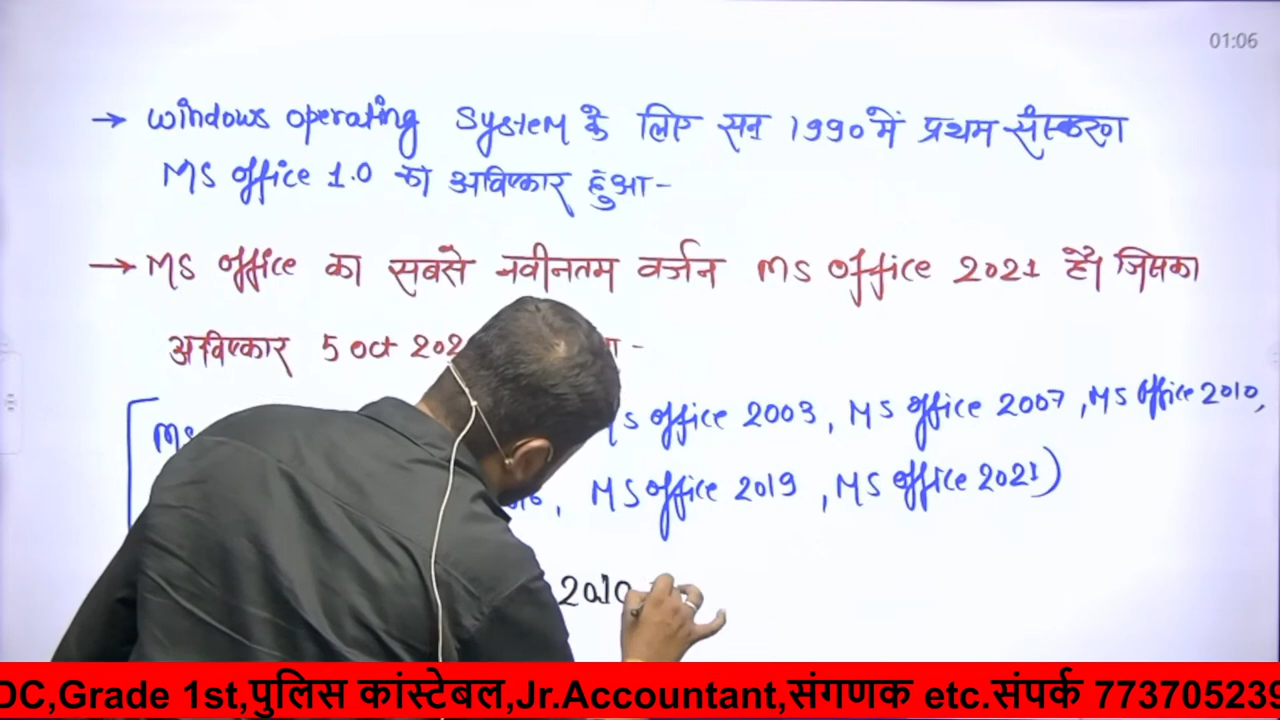 01:06
→ Windows operating System के लिए सन 1990 में प्रथम संस्करण
MS office 1.0 का अविष्कार हुआ-
→ MS office का सबसे नवीनतम वर्जन MS office 2021 है। जिसका
अविष्कार 5 oct
MS office 2003, MS office 2007, MS office 2010,
MS office 2019, MS office 2021)
2010
DC,Grade 1st,पुलिस कांस्टेबल,Jr.Accountant,संगणक etc.संपर्क 773705239